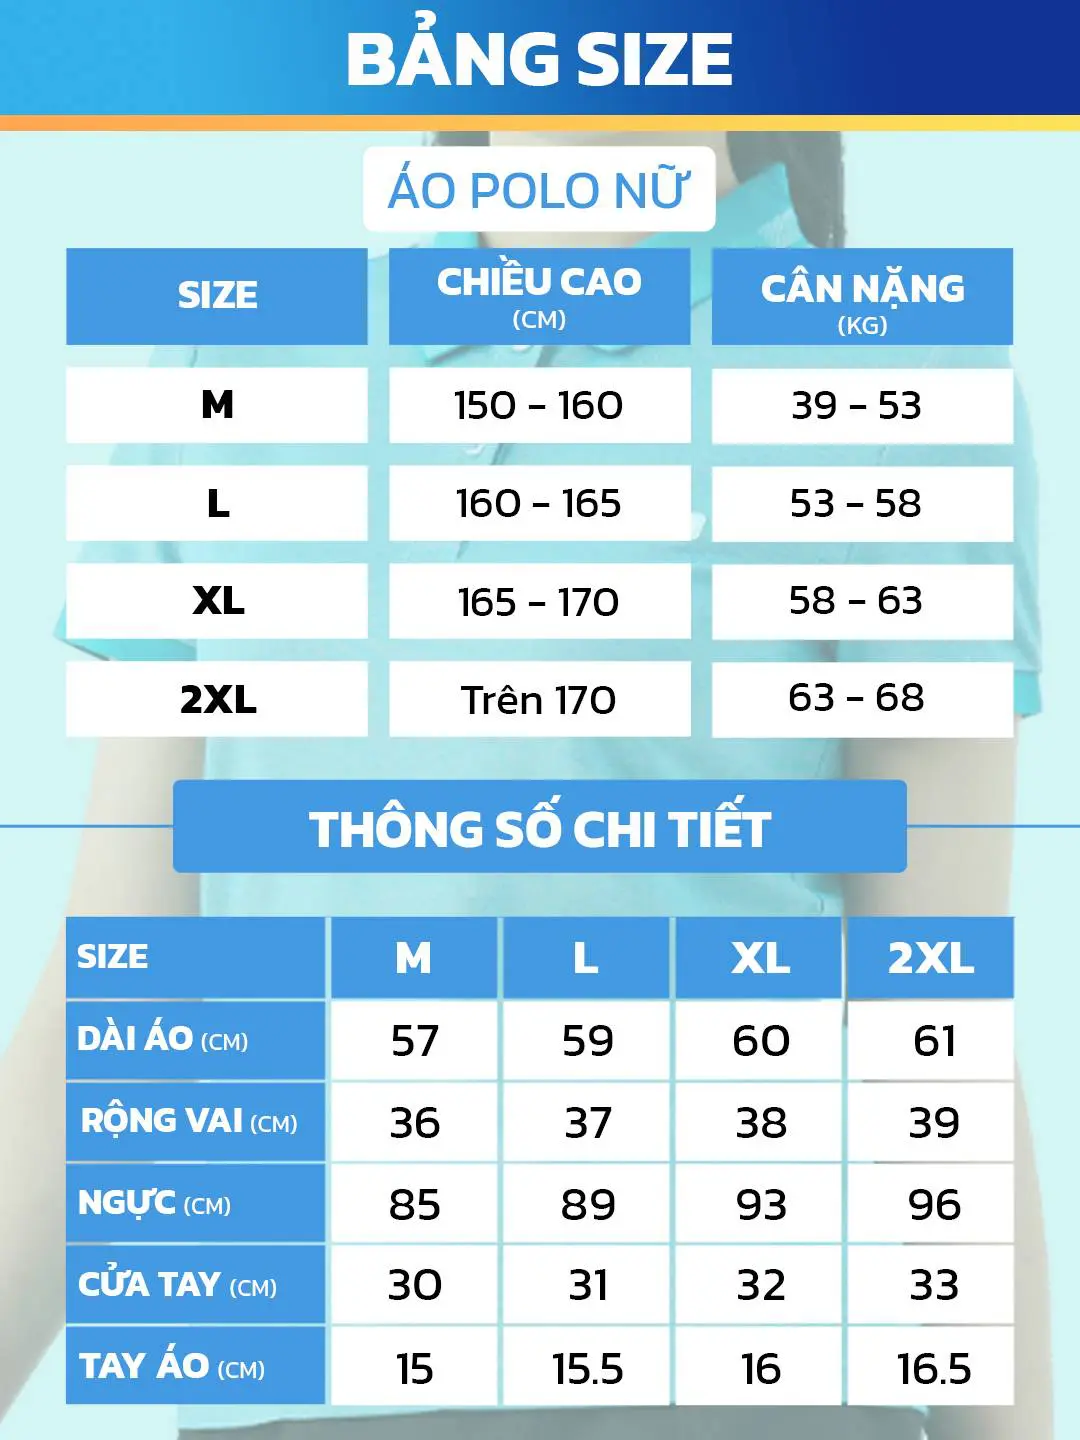 BẢNG SIZE
ÁO POLO NỮ
SIZE CHIỀU CAO (CM) CÂN NẶNG (KG)
M 150 - 160 39 - 53
L 160 - 165 53 - 58
XL 165 - 170 58 - 63
2XL Trên 170 63 - 68
THÔNG SỐ CHI TIẾT
SIZE M L XL 2XL
DÀI ÁO (CM) 57 59 60 61
RỘNG VAI (CM) 36 37 38 39
NGỰC (CM) 85 89 93 96
CỬA TAY (CM) 30 31 32 33
TAY ÁO (CM) 15 15.5 16 16.5